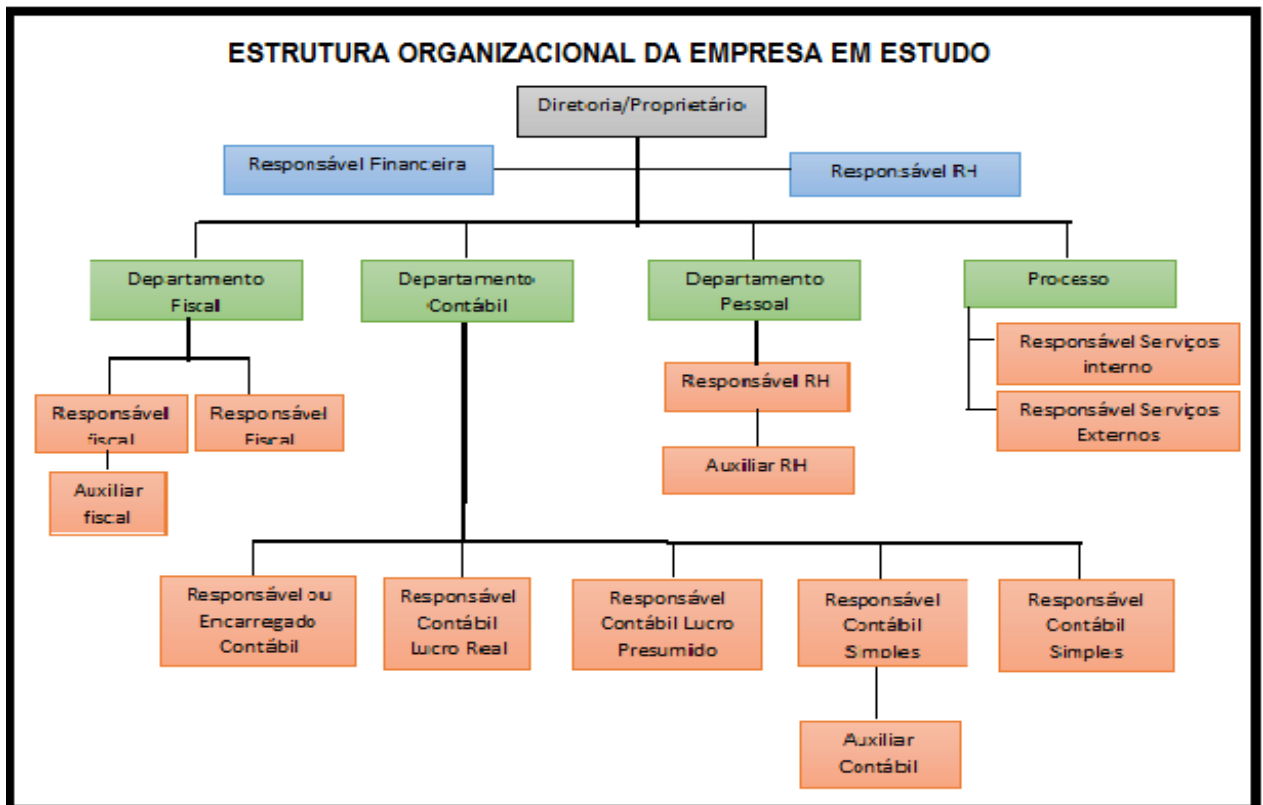 ESTRUTURA ORGANIZACIONAL DA EMPRESA EM ESTUDO
Diretoria/Proprietário
Responsável Financeira
Responsável RH
Departamento
Fiscal
Departamento
Contábil
Departamento
Pessoal
Processo
Responsável Serviços
interno
Responsável Serviços
Externos
Responsável RH
Auxiliar RH
Responsável
fiscal
Responsável
Fiscal
Auxiliar
fiscal
Responsável ou
Encarregado
Contábil
Responsável
Contábil
Lucro Real
Responsável
Contábil Lucro
Presumido
Responsável
Contábil
Simples
Responsável
Contábil
Simples
Auxiliar
Contábil